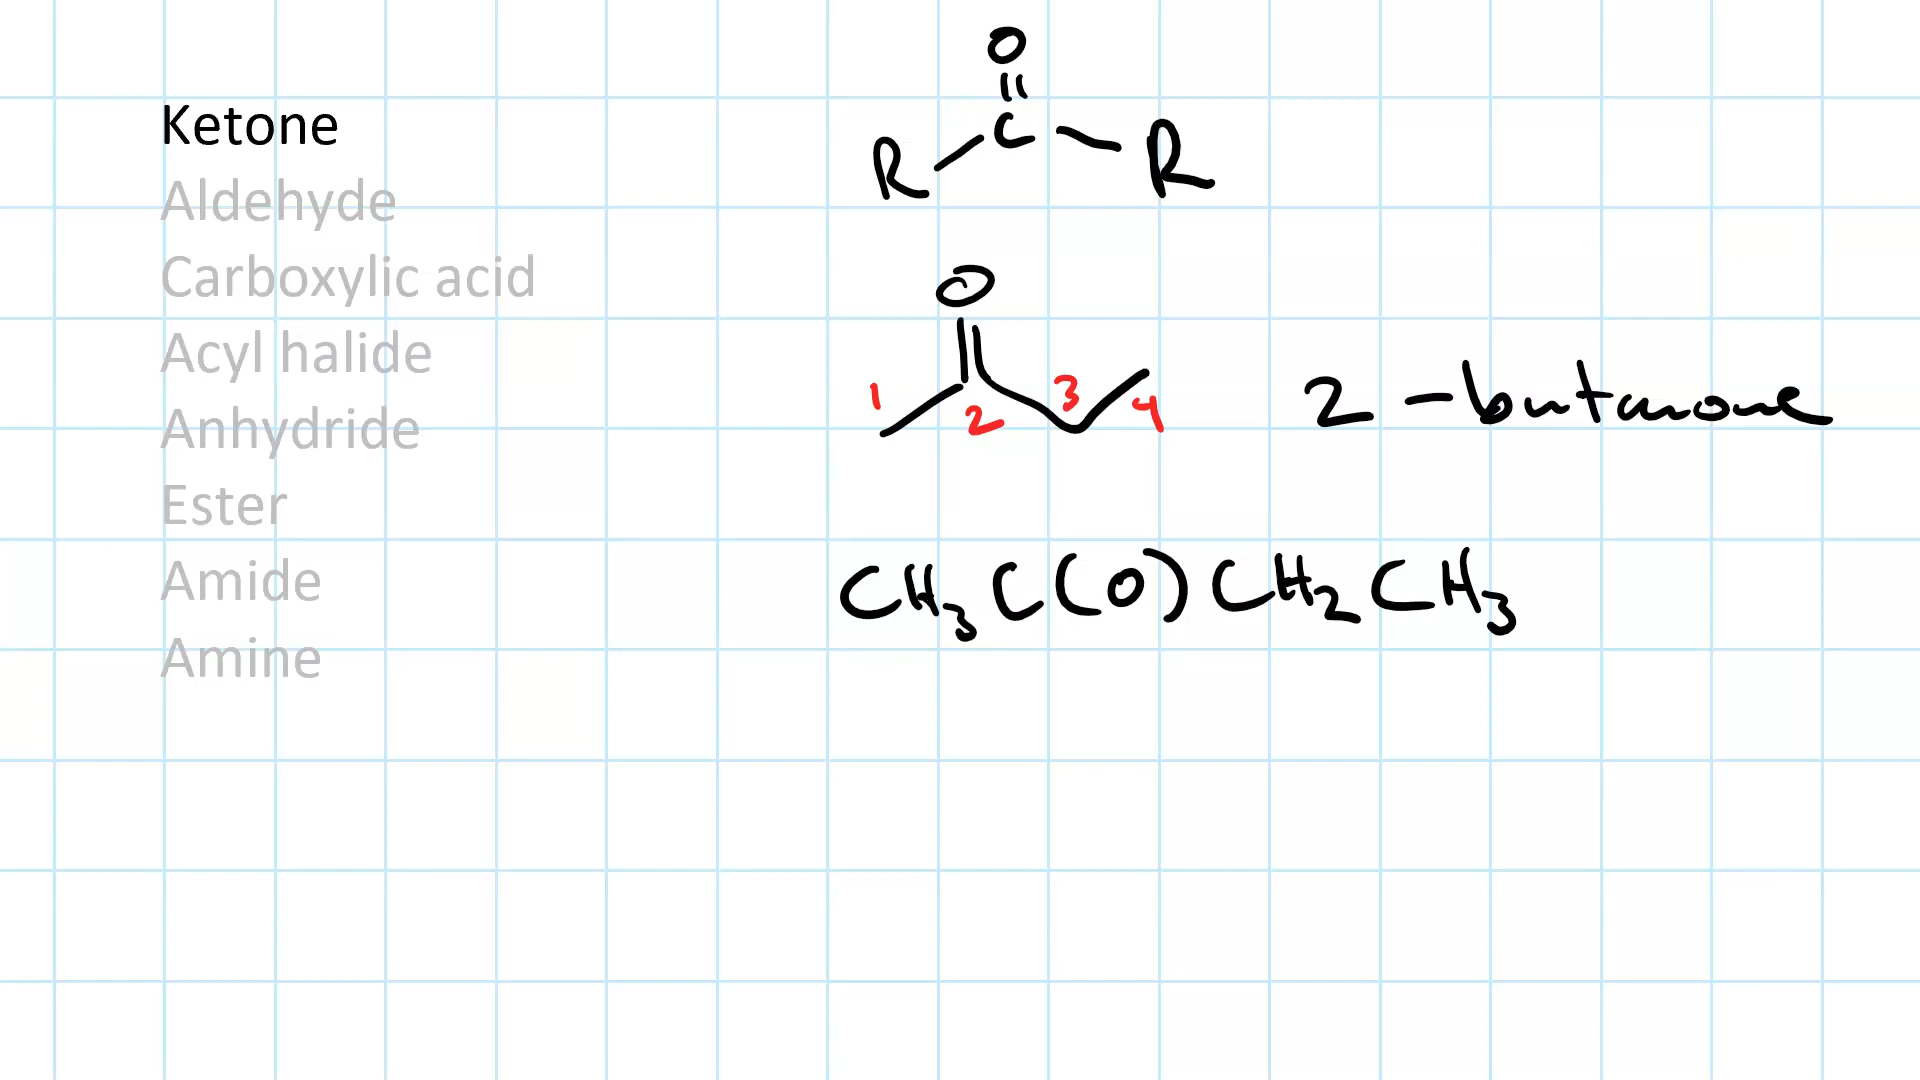 Ketone
Aldehyde
Carboxylic acid
Acyl halide
Anhydride
Ester
Amide
Amine
O
R C R
O
1 2 3 4
2-butanone
CH₃C(O)CH₂CH₃